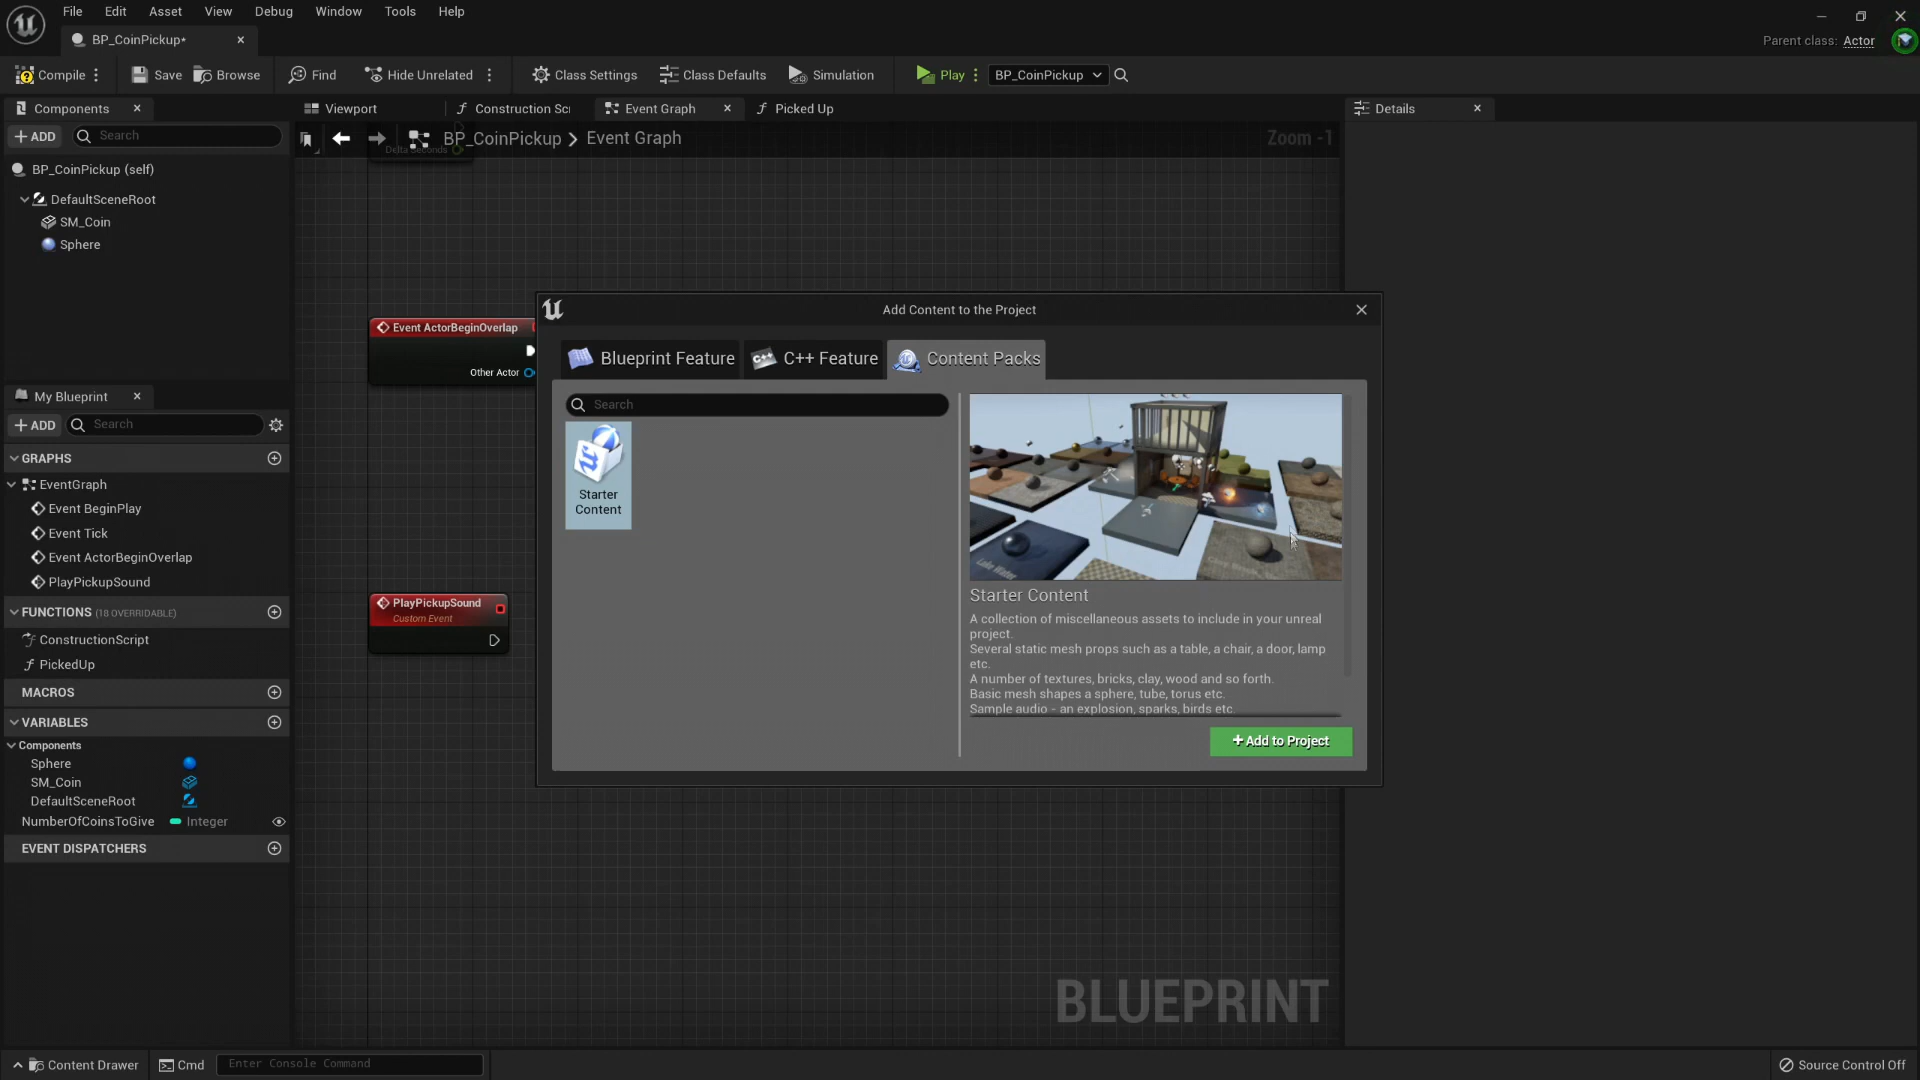 File Edit Asset View Debug Window Tools Help
BP_CoinPickup*
Parent class: Actor
Compile Save Browse Find Hide Unrelated Class Settings Class Defaults Simulation Play BP_CoinPickup
Components Viewport Construction Scr Event Graph Picked Up Details
+ ADD Search BP_CoinPickup > Event Graph Zoom -1
Delta Seconds
BP_CoinPickup (self)
DefaultSceneRoot
SM_Coin
Sphere
Event ActorBeginOverlap
Other Actor
Add Content to the Project
Blueprint Feature C++ Feature Content Packs
Search
Starter
Content
My Blueprint
+ ADD Search
GRAPHS
EventGraph
Event BeginPlay
Event Tick
Event ActorBeginOverlap
PlayPickupSound
FUNCTIONS (18 OVERRIDABLE)
ConstructionScript
PickedUp
MACROS
VARIABLES
Components
Sphere
SM_Coin
DefaultSceneRoot
NumberOfCoinsToGive Integer
EVENT DISPATCHERS
PlayPickupSound
Custom Event
Lake Water
Starter Content
A collection of miscellaneous assets to include in your unreal
project.
Several static mesh props such as a table, a chair, a door, lamp
etc.
A number of textures, bricks, clay, wood and so forth.
Basic mesh shapes a sphere, tube, torus etc.
Sample audio - an explosion, sparks, birds etc.
+ Add to Project
BLUEPRINT
Content Drawer Cmd Enter Console Command Source Control Off